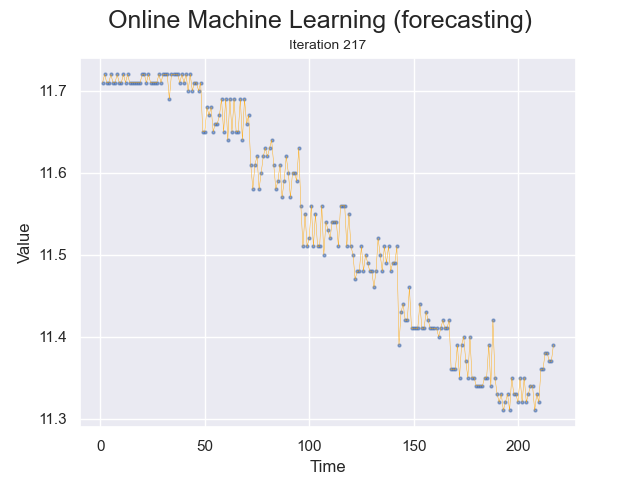 Online Machine Learning (forecasting)
Iteration 217
11.7
11.6
11.5
11.4
11.3
Value
0 50 100 150 200
Time